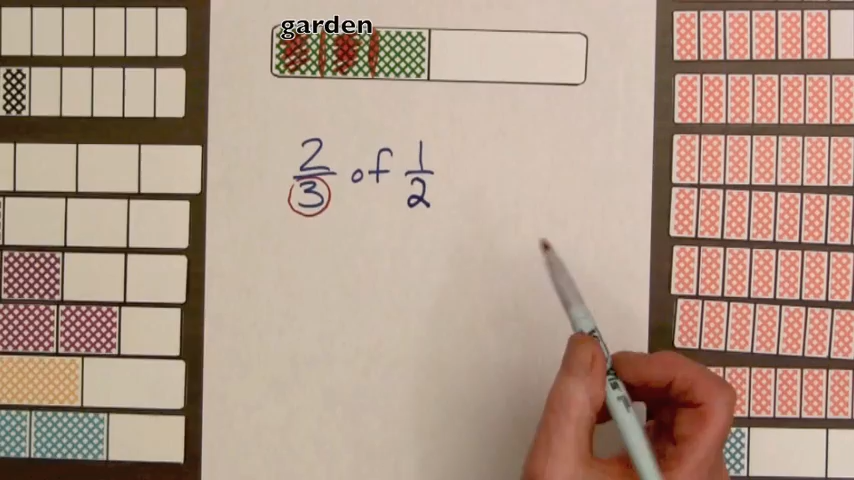 garden
2/3 of 1/2